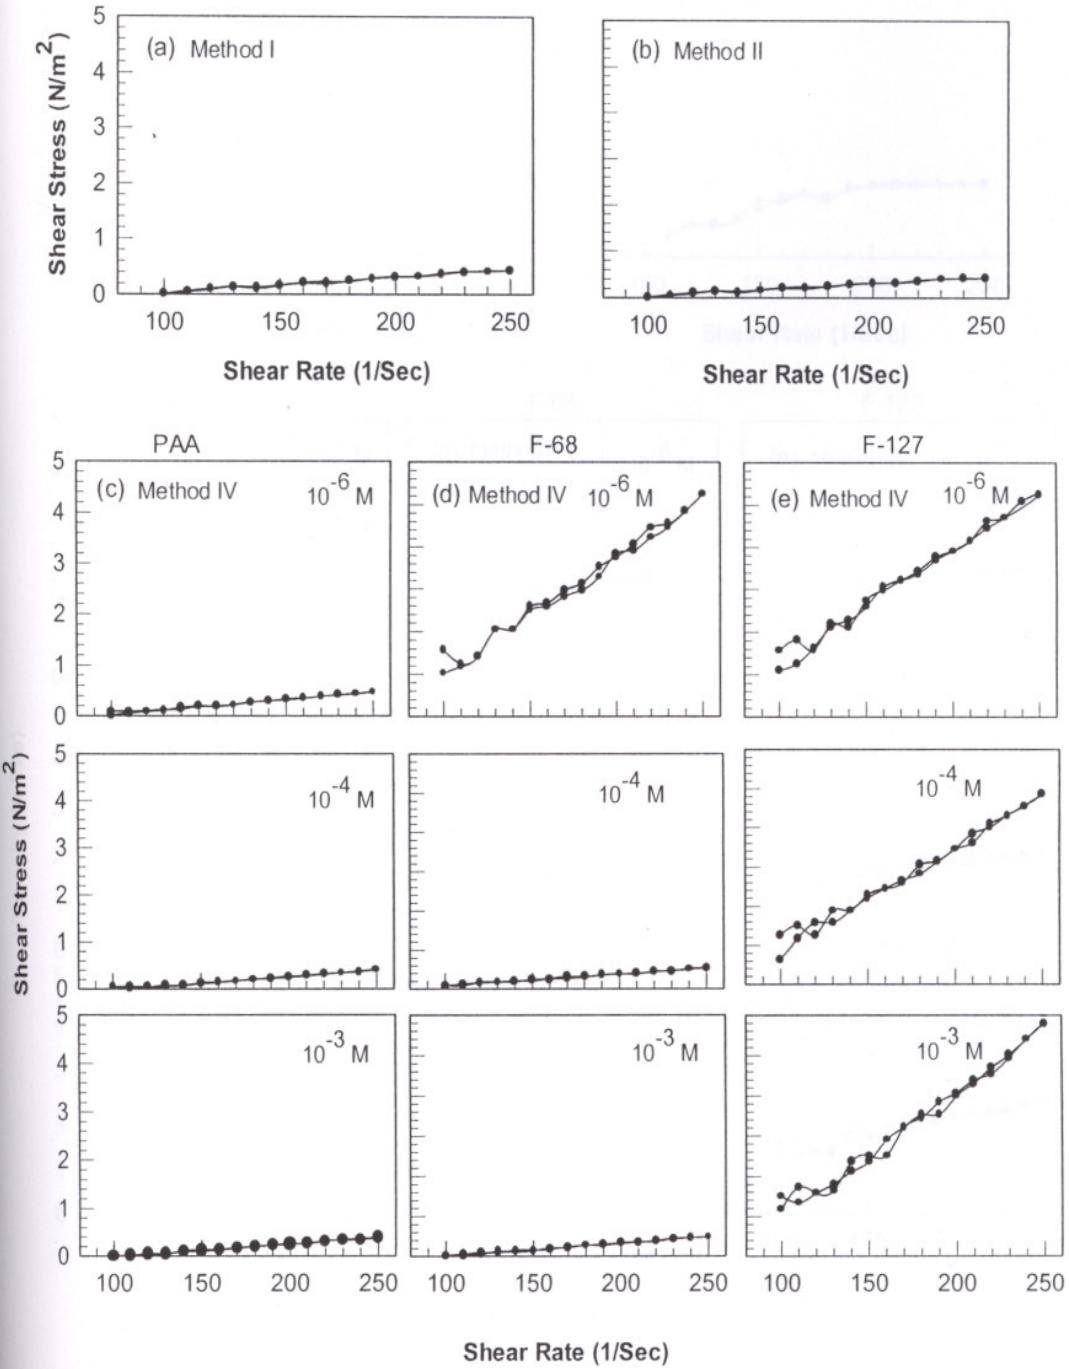 (a) Method I
(b) Method II
Shear Stress (N/m²)
5
4
3
2
1
0
100 150 200 250
100 150 200 250
Shear Rate (1/Sec)
Shear Rate (1/Sec)
PAA
F-68
F-127
(c) Method IV 10⁻⁶ M
(d) Method IV 10⁻⁶ M
(e) Method IV 10⁻⁶ M
5
4
3
2
1
0
Shear Stress (N/m²)
10⁻⁴ M
10⁻⁴ M
10⁻⁴ M
5
4
3
2
1
0
10⁻³ M
10⁻³ M
10⁻³ M
5
4
3
2
1
0
100 150 200 250
100 150 200 250
100 150 200 250
Shear Rate (1/Sec)